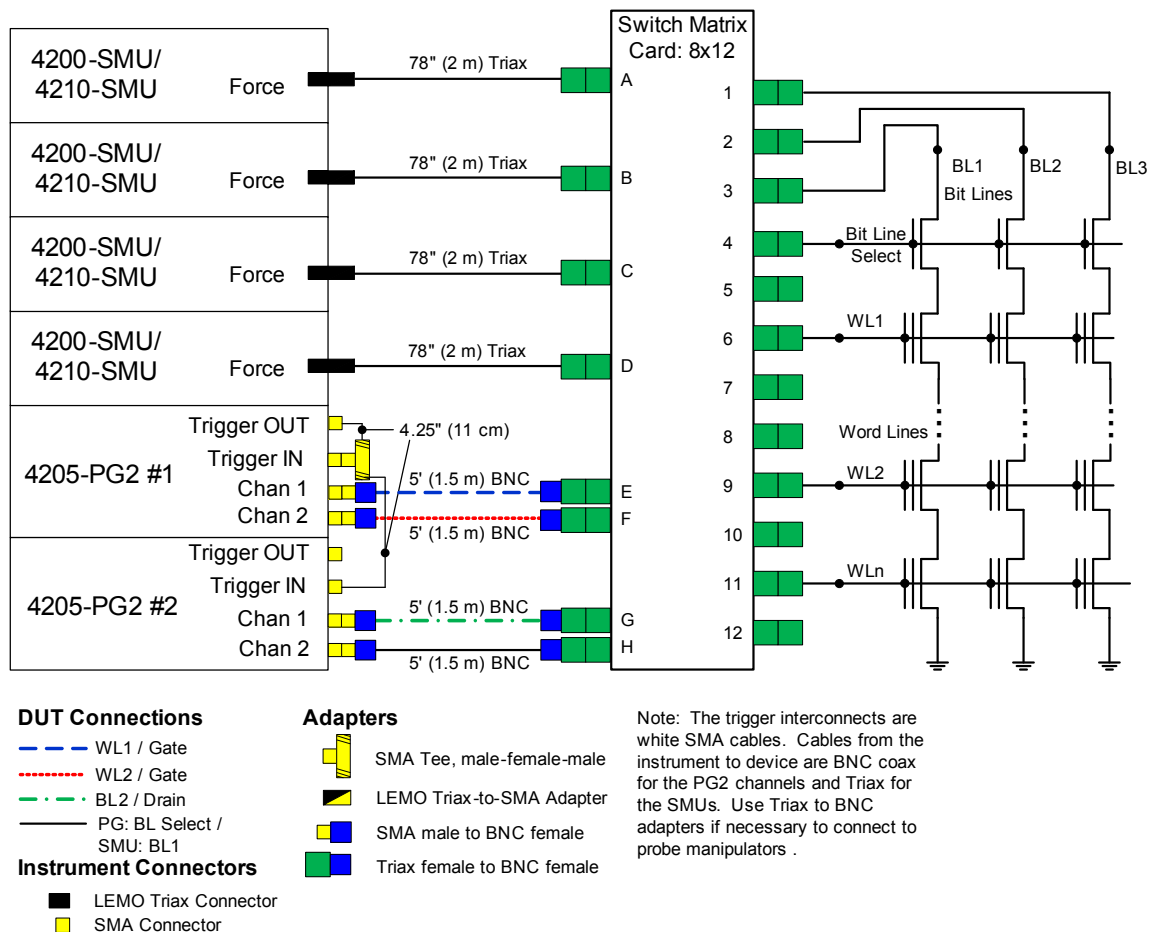 4200-SMU/
4210-SMU
Force
78" (2 m) Triax
4200-SMU/
4210-SMU
Force
78" (2 m) Triax
4200-SMU/
4210-SMU
Force
78" (2 m) Triax
4200-SMU/
4210-SMU
Force
78" (2 m) Triax
4205-PG2 #1
Trigger OUT
Trigger IN
Chan 1
Chan 2
4.25" (11 cm)
5' (1.5 m) BNC
5' (1.5 m) BNC
4205-PG2 #2
Trigger OUT
Trigger IN
Chan 1
Chan 2
5' (1.5 m) BNC
5' (1.5 m) BNC
Switch Matrix
Card: 8x12
A
B
C
D
E
F
G
H
1
2
3
4
5
6
7
8
9
10
11
12
BL1
BL2
BL3
Bit Lines
Bit Line
Select
WL1
Word Lines
WL2
WLn
DUT Connections
WL1 / Gate
WL2 / Gate
BL2 / Drain
PG: BL Select /
SMU: BL1
Instrument Connectors
LEMO Triax Connector
SMA Connector
Adapters
SMA Tee, male-female-male
LEMO Triax-to-SMA Adapter
SMA male to BNC female
Triax female to BNC female
Note: The trigger interconnects are
white SMA cables. Cables from the
instrument to device are BNC coax
for the PG2 channels and Triax for
the SMUs. Use Triax to BNC
adapters if necessary to connect to
probe manipulators .